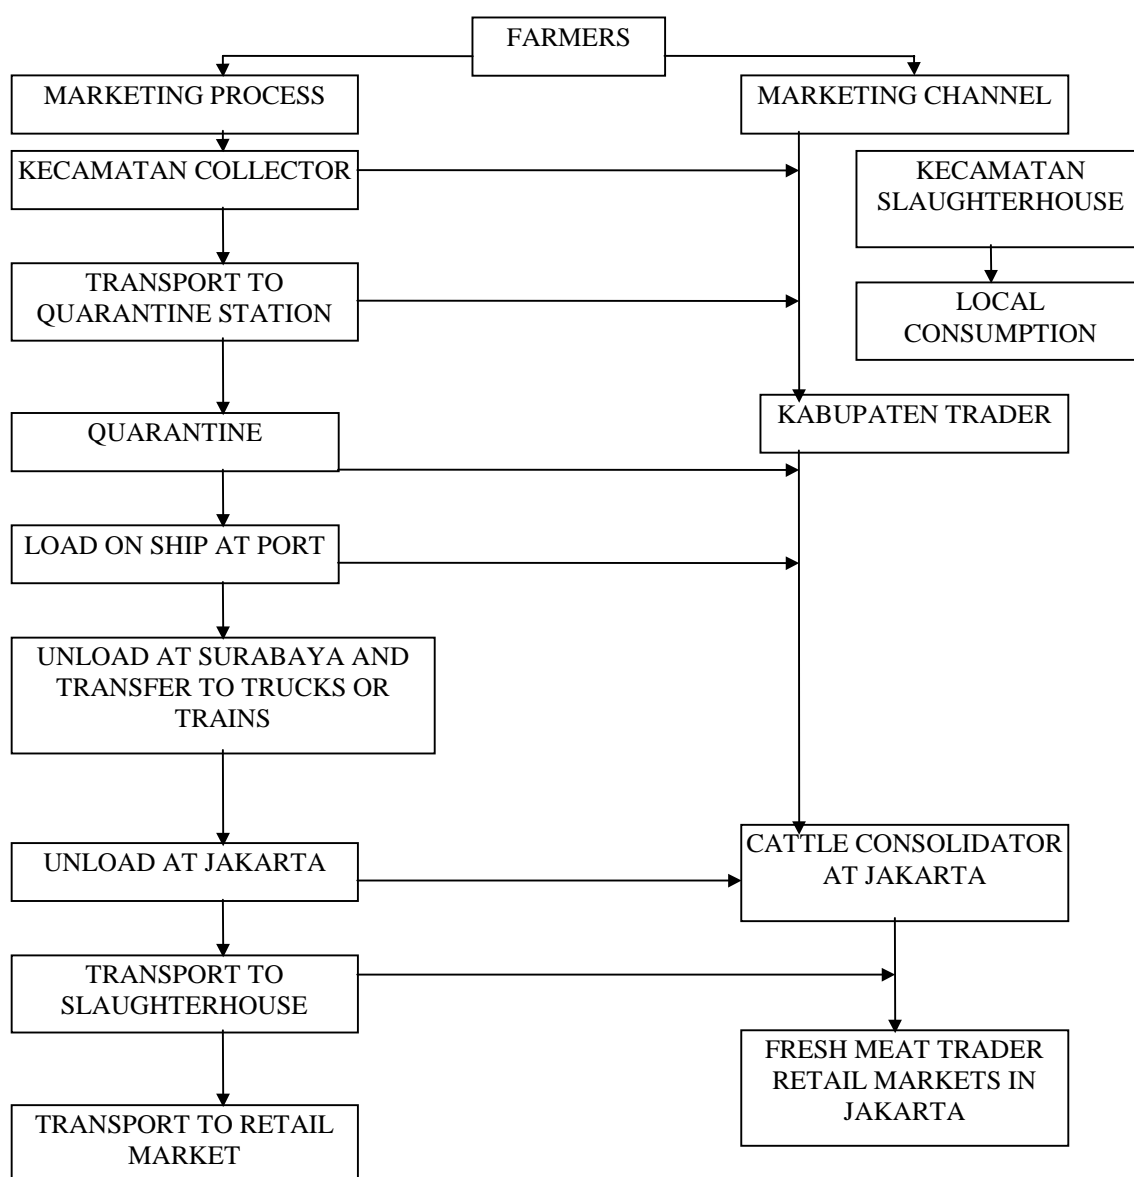 FARMERS
MARKETING PROCESS
MARKETING CHANNEL
KECAMATAN COLLECTOR
KECAMATAN
SLAUGHTERHOUSE
TRANSPORT TO
QUARANTINE STATION
LOCAL
CONSUMPTION
QUARANTINE
KABUPATEN TRADER
LOAD ON SHIP AT PORT
UNLOAD AT SURABAYA AND
TRANSFER TO TRUCKS OR
TRAINS
UNLOAD AT JAKARTA
CATTLE CONSOLIDATOR
AT JAKARTA
TRANSPORT TO
SLAUGHTERHOUSE
FRESH MEAT TRADER
RETAIL MARKETS IN
JAKARTA
TRANSPORT TO RETAIL
MARKET